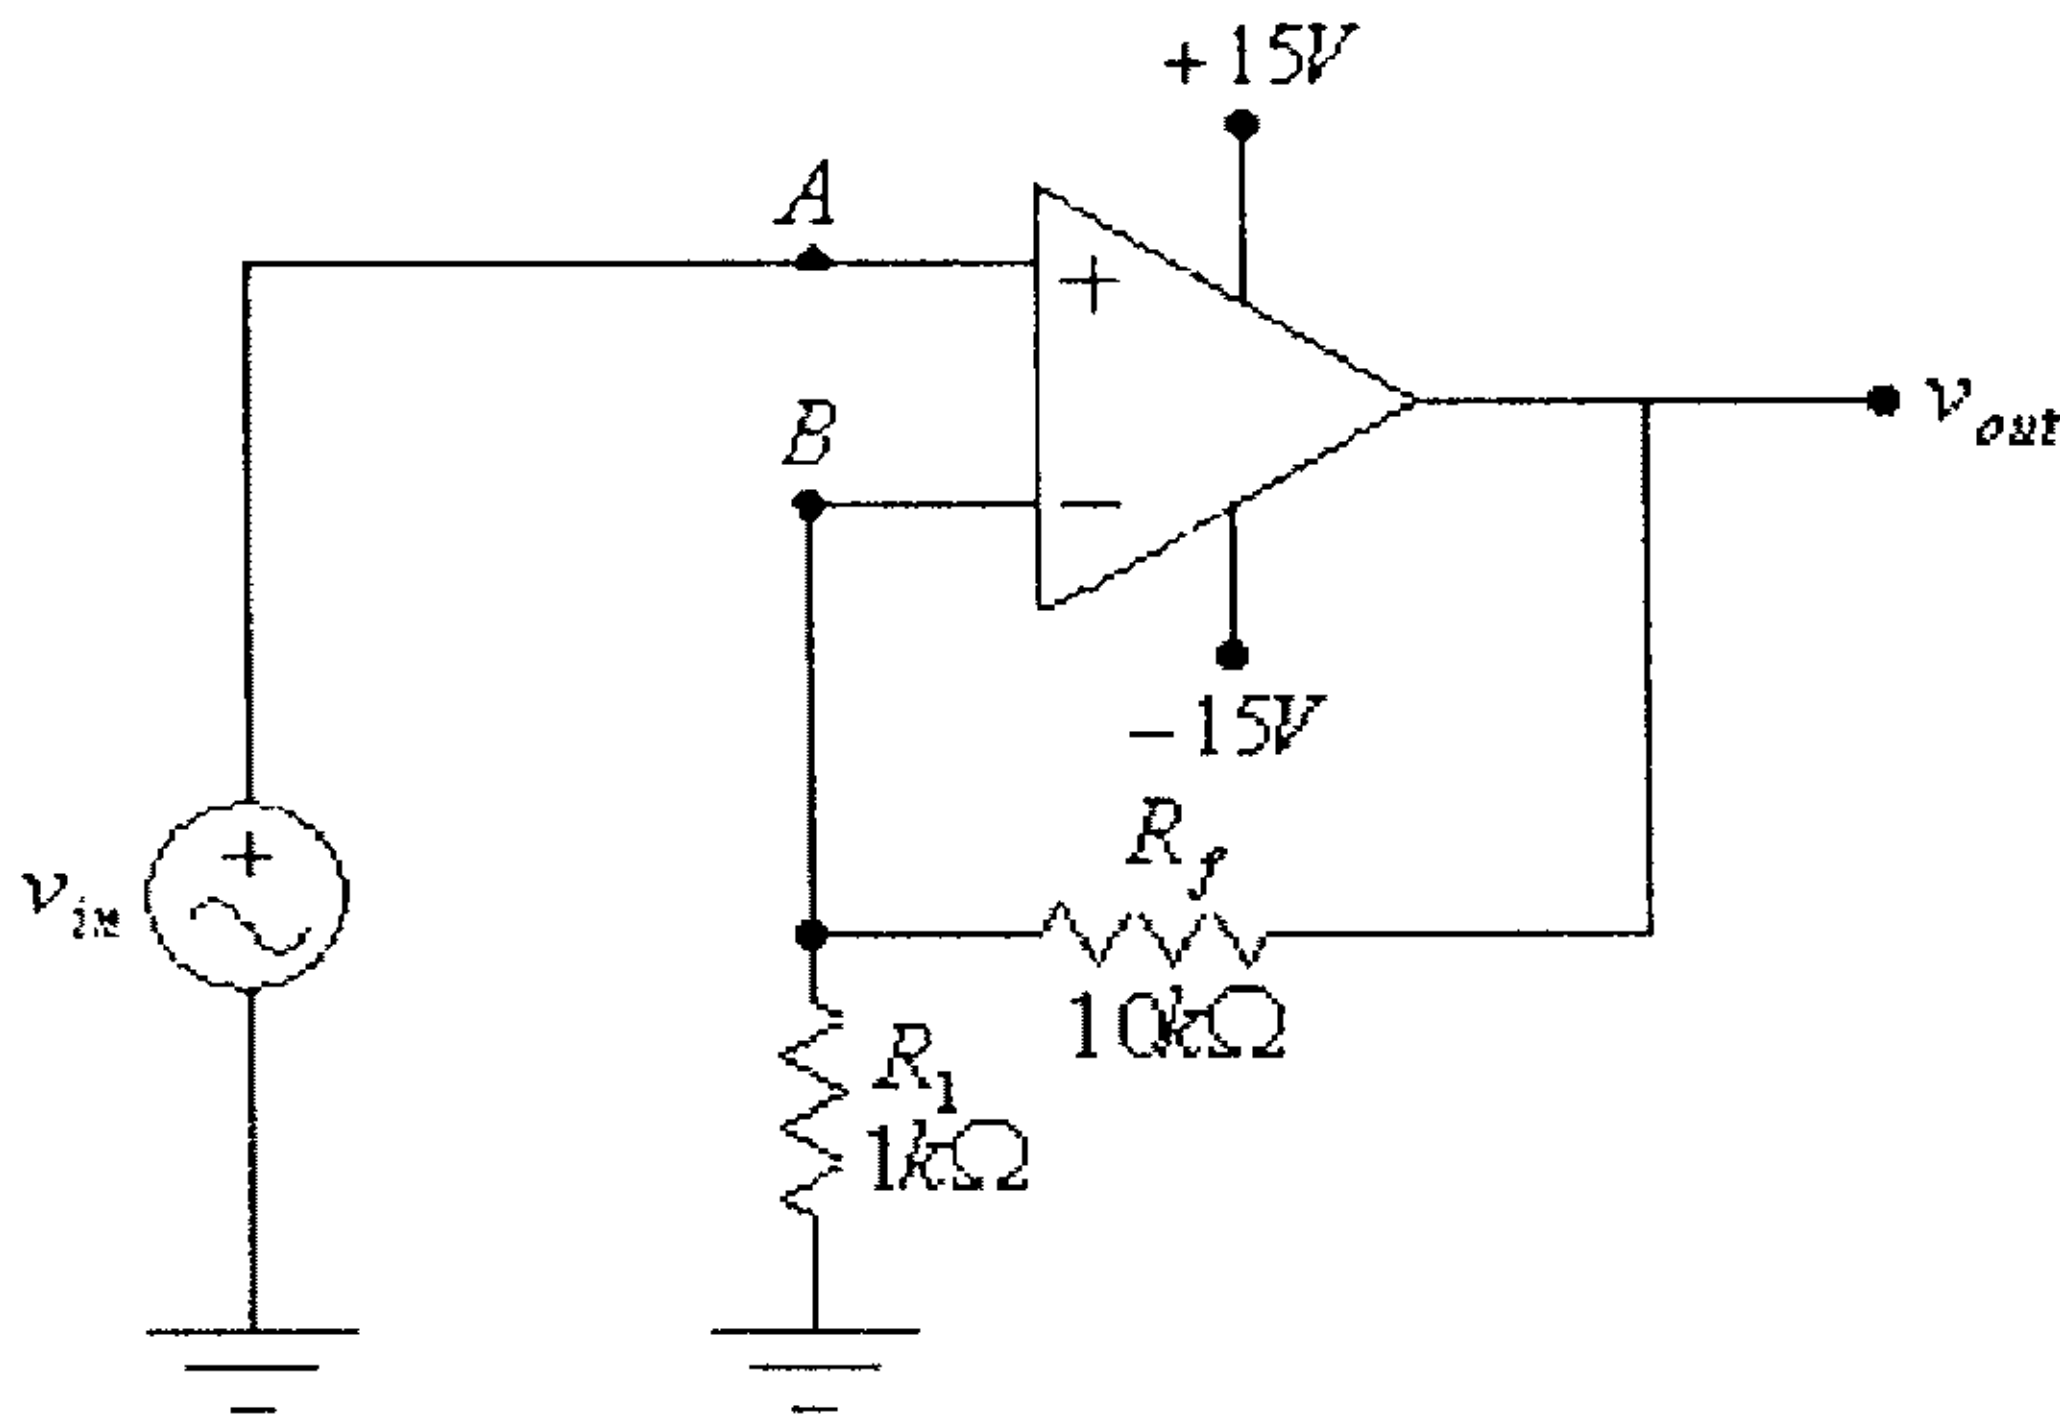 +15V
A
+
B
v_out
−
−15V
R_f
+
v_in
10kΩ
R_1
1kΩ